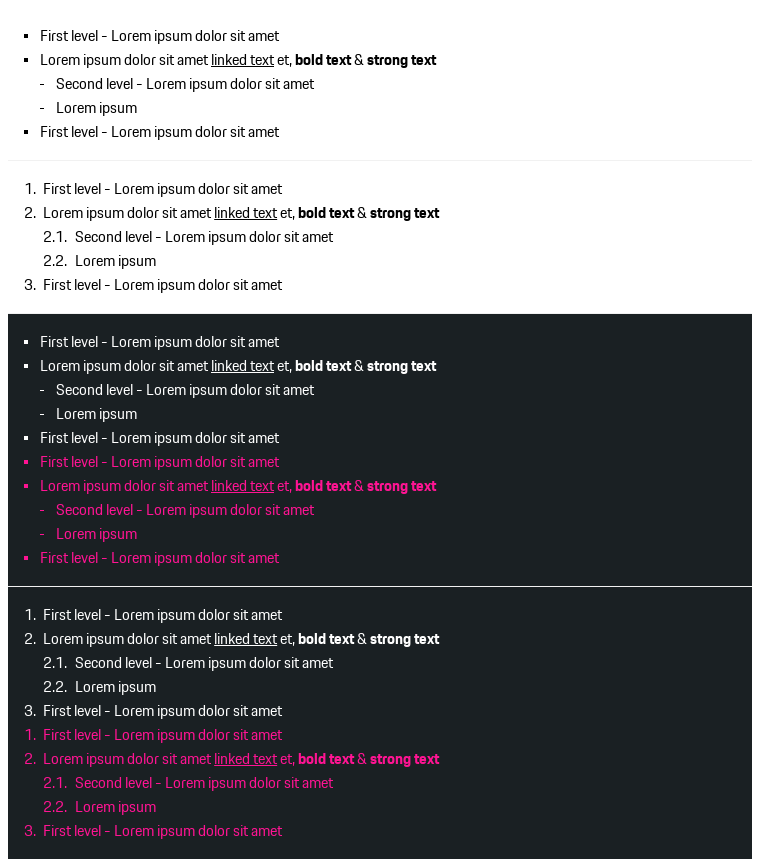 ▪ First level - Lorem ipsum dolor sit amet
▪ Lorem ipsum dolor sit amet linked text et, bold text & strong text
- Second level - Lorem ipsum dolor sit amet
- Lorem ipsum
▪ First level - Lorem ipsum dolor sit amet
1. First level - Lorem ipsum dolor sit amet
2. Lorem ipsum dolor sit amet linked text et, bold text & strong text
2.1. Second level - Lorem ipsum dolor sit amet
2.2. Lorem ipsum
3. First level - Lorem ipsum dolor sit amet
▪ First level - Lorem ipsum dolor sit amet
▪ Lorem ipsum dolor sit amet linked text et, bold text & strong text
- Second level - Lorem ipsum dolor sit amet
- Lorem ipsum
▪ First level - Lorem ipsum dolor sit amet
▪ First level - Lorem ipsum dolor sit amet
▪ Lorem ipsum dolor sit amet linked text et, bold text & strong text
- Second level - Lorem ipsum dolor sit amet
- Lorem ipsum
▪ First level - Lorem ipsum dolor sit amet
1. First level - Lorem ipsum dolor sit amet
2. Lorem ipsum dolor sit amet linked text et, bold text & strong text
2.1. Second level - Lorem ipsum dolor sit amet
2.2. Lorem ipsum
3. First level - Lorem ipsum dolor sit amet
1. First level - Lorem ipsum dolor sit amet
2. Lorem ipsum dolor sit amet linked text et, bold text & strong text
2.1. Second level - Lorem ipsum dolor sit amet
2.2. Lorem ipsum
3. First level - Lorem ipsum dolor sit amet